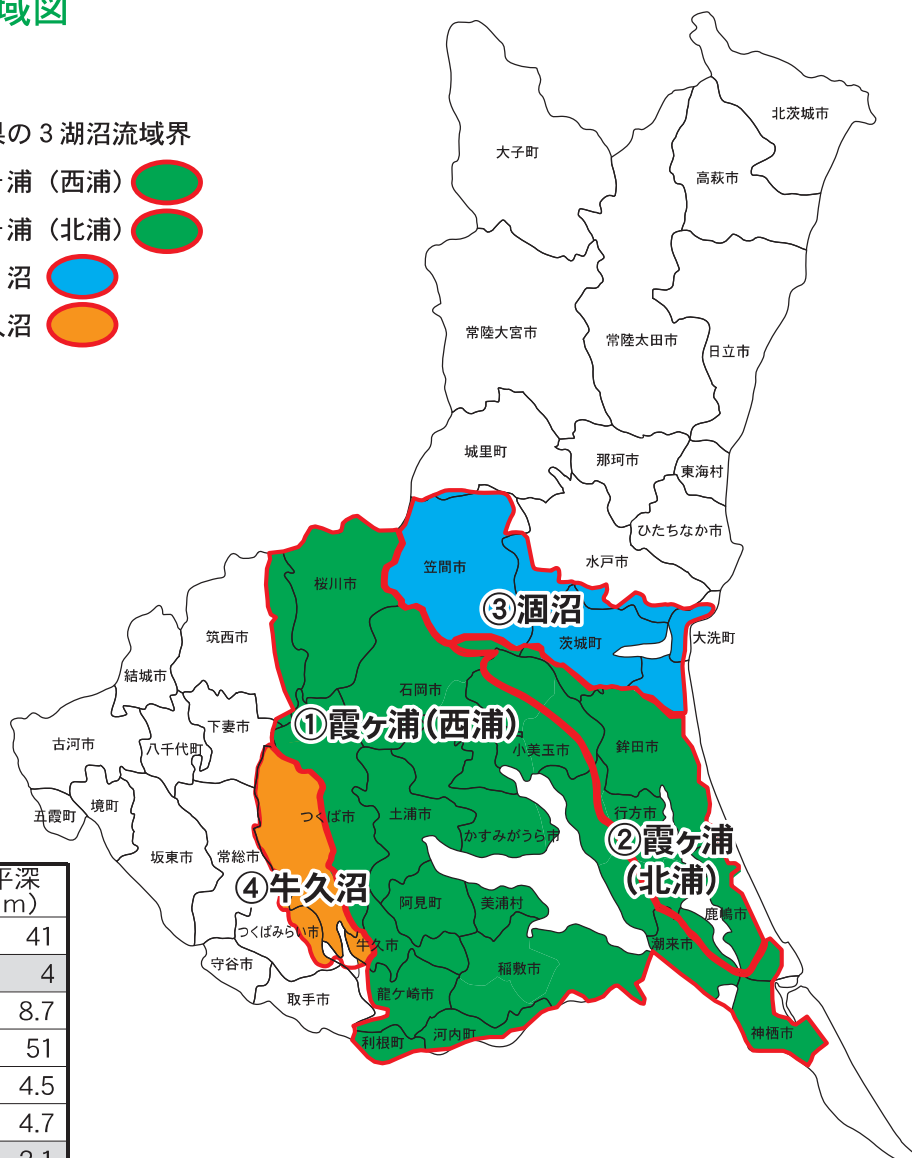 域図
県の3湖沼流域界
浦（西浦）
浦（北浦）
沼
沼
北茨城市
大子町
高萩市
常陸大宮市
常陸太田市
日立市
城里町
那珂市
東海村
ひたちなか市
水戸市
笠間市
桜川市
③涸沼
茨城町
大洗町
筑西市
結城市
石岡市
①霞ヶ浦（西浦）
下妻市
古河市
八千代町
小美玉市
鉾田市
境町
五霞町
つくば市
土浦市
行方市
かすみがうら市
②霞ヶ浦
（北浦）
坂東市
常総市
④牛久沼
阿見町
美浦村
鹿嶋市
つくばみらい市
牛久市
潮来市
守谷市
稲敷市
取手市
龍ケ崎市
利根町
河内町
神栖市
平深
m）
41
4
8.7
51
4.5
4.7